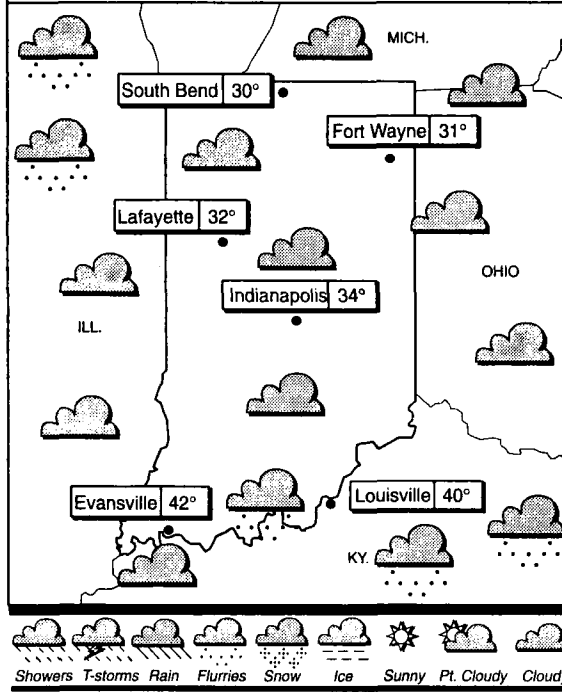 MICH.
South Bend 30°
Fort Wayne 31°
Lafayette 32°
OHIO
Indianapolis 34°
ILL.
Evansville 42°
Louisville 40°
KY.
Showers T-storms Rain Flurries Snow Ice Sunny Pt. Cloudy Cloudy